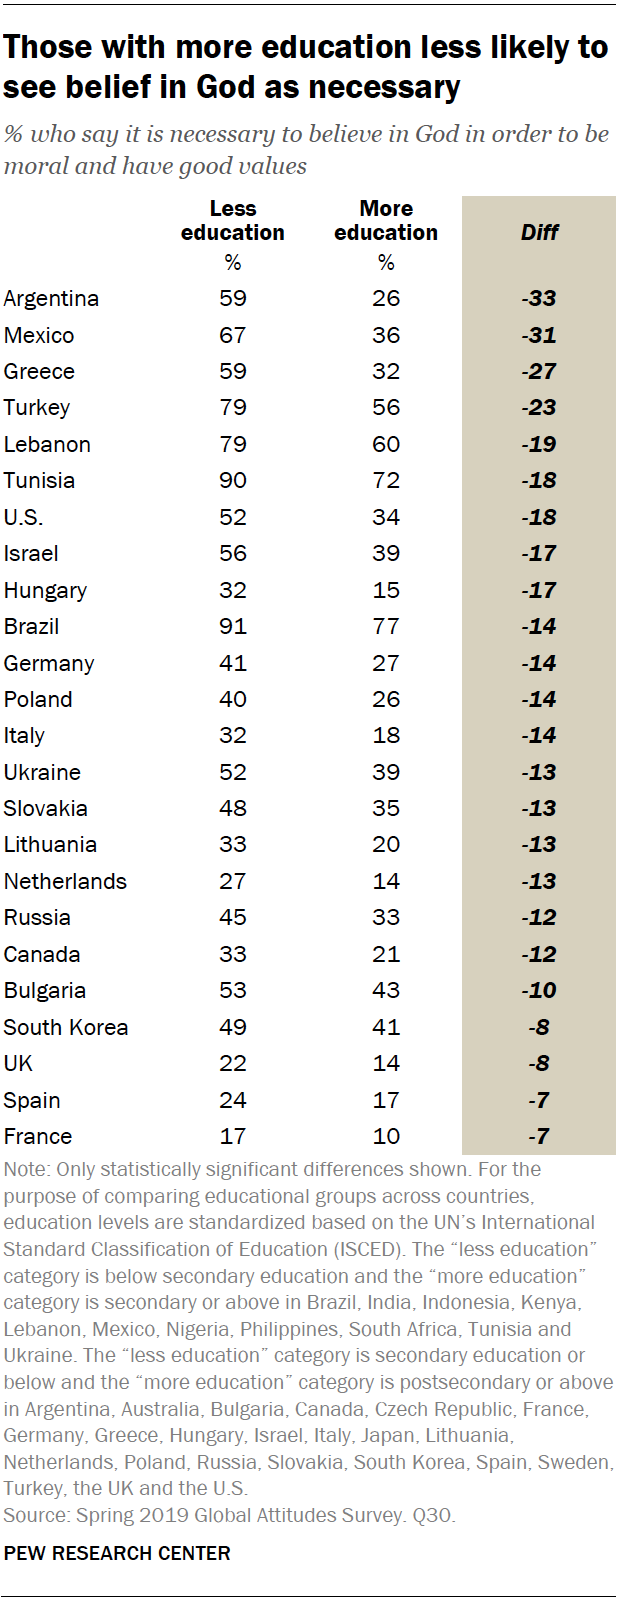 Those with more education less likely to
see belief in God as necessary
% who say it is necessary to believe in God in order to be
moral and have good values
Less education More education Diff
% %
Argentina 59 26 -33
Mexico 67 36 -31
Greece 59 32 -27
Turkey 79 56 -23
Lebanon 79 60 -19
Tunisia 90 72 -18
U.S. 52 34 -18
Israel 56 39 -17
Hungary 32 15 -17
Brazil 91 77 -14
Germany 41 27 -14
Poland 40 26 -14
Italy 32 18 -14
Ukraine 52 39 -13
Slovakia 48 35 -13
Lithuania 33 20 -13
Netherlands 27 14 -13
Russia 45 33 -12
Canada 33 21 -12
Bulgaria 53 43 -10
South Korea 49 41 -8
UK 22 14 -8
Spain 24 17 -7
France 17 10 -7
Note: Only statistically significant differences shown. For the
purpose of comparing educational groups across countries,
education levels are standardized based on the UN's International
Standard Classification of Education (ISCED). The “less education”
category is below secondary education and the “more education”
category is secondary or above in Brazil, India, Indonesia, Kenya,
Lebanon, Mexico, Nigeria, Philippines, South Africa, Tunisia and
Ukraine. The “less education” category is secondary education or
below and the “more education” category is postsecondary or above
in Argentina, Australia, Bulgaria, Canada, Czech Republic, France,
Germany, Greece, Hungary, Israel, Italy, Japan, Lithuania,
Netherlands, Poland, Russia, Slovakia, South Korea, Spain, Sweden,
Turkey, the UK and the U.S.
Source: Spring 2019 Global Attitudes Survey. Q30.
PEW RESEARCH CENTER